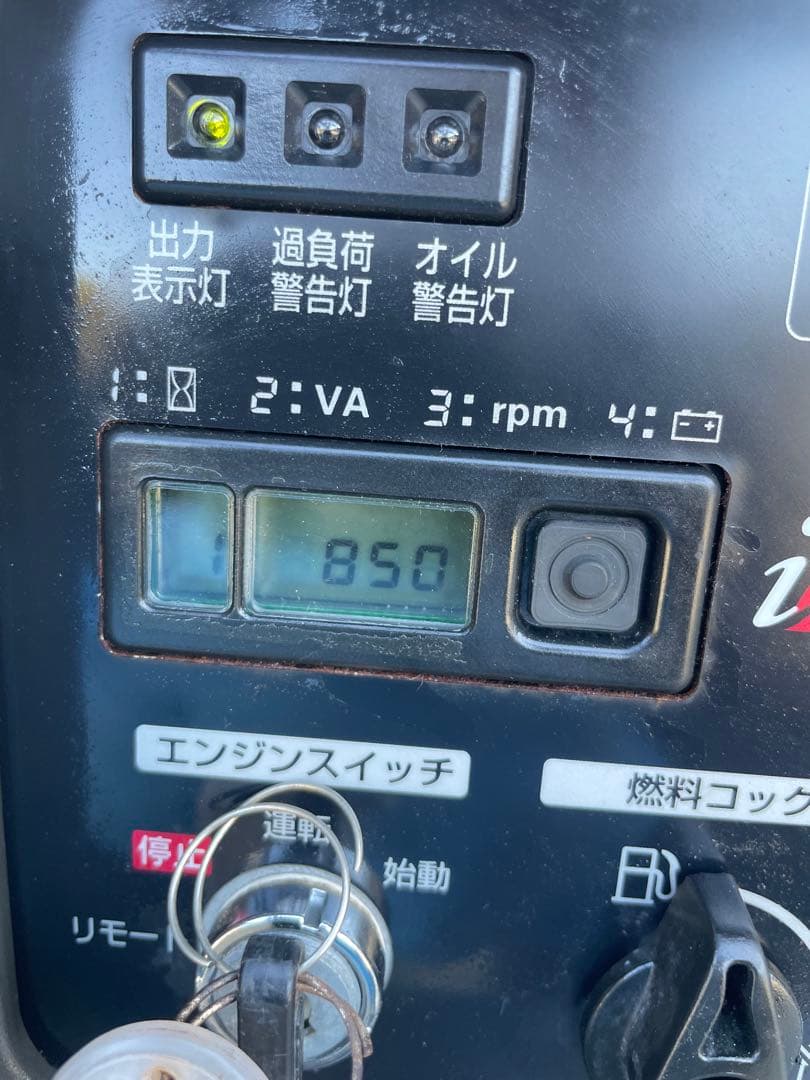 出力
表示灯
過負荷
警告灯
オイル
警告灯
1: 2:VA 3:rpm 4:
1 850
エンジンスイッチ
燃料コック
運転
停止
始動
リモート
i